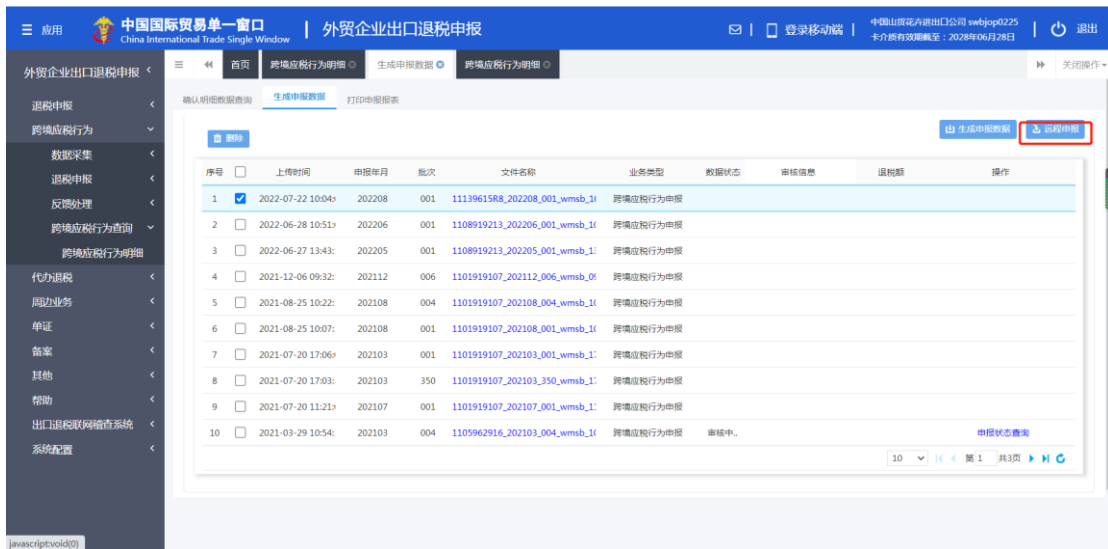 应用
中国国际贸易单一窗口
China International Trade Single Window
外贸企业出口退税申报
登录移动端
中国山货花卉进出口公司 swbjop0225
卡介质有效期截至：2028年06月28日
退出
外贸企业出口退税申报
首页 跨境应税行为明细 生成申报数据 跨境应税行为明细 关闭操作
确认明细数据查询 生成申报数据 打印申报报表
退税申报
跨境应税行为
数据采集
退税申报
反馈处理
跨境应税行为查询
跨境应税行为明细
代办退税
周边业务
单证
备案
其他
帮助
出口退税联网稽查系统
系统配置
删除 生成申报数据 远程申报
序号 上传时间 申报年月 批次 文件名称 业务类型 数据状态 审核信息 退税额 操作
1 2022-07-22 10:04: 202208 001 11139615R8_202208_001_wmsb_1 跨境应税行为申报
2 2022-06-28 10:51: 202206 001 1108919213_202206_001_wmsb_1 跨境应税行为申报
3 2022-06-27 13:43: 202205 001 1108919213_202205_001_wmsb_1 跨境应税行为申报
4 2021-12-06 09:32: 202112 006 1101919107_202112_006_wmsb_0 跨境应税行为申报
5 2021-08-25 10:22: 202108 004 1101919107_202108_004_wmsb_1 跨境应税行为申报
6 2021-08-25 10:07: 202108 001 1101919107_202108_001_wmsb_1 跨境应税行为申报
7 2021-07-20 17:06: 202103 001 1101919107_202103_001_wmsb_1 跨境应税行为申报
8 2021-07-20 17:03: 202103 350 1101919107_202103_350_wmsb_1 跨境应税行为申报
9 2021-07-20 11:21: 202107 001 1101919107_202107_001_wmsb_1 跨境应税行为申报
10 2021-03-29 10:54: 202103 004 1105962916_202103_004_wmsb_1 跨境应税行为申报 审核中.. 申报状态查询
10 第 1 共3页
javascript:void(0)